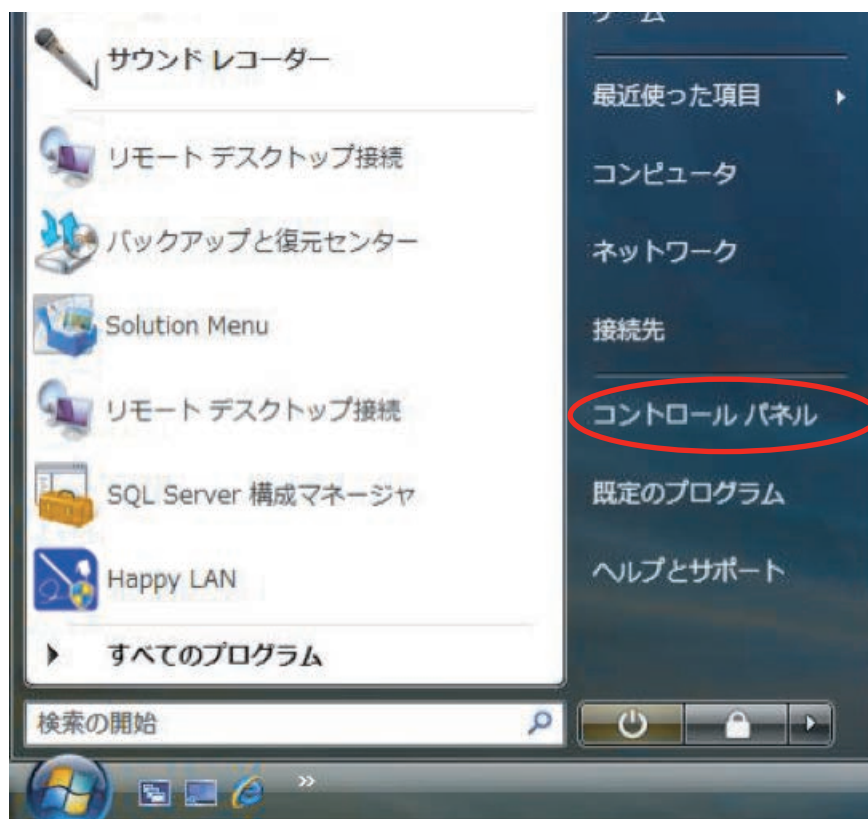 サウンド レコーダー
リモート デスクトップ接続
バックアップと復元センター
Solution Menu
リモート デスクトップ接続
SQL Server 構成マネージャ
Happy LAN
すべてのプログラム
検索の開始
ゲーム
最近使った項目
コンピュータ
ネットワーク
接続先
コントロール パネル
既定のプログラム
ヘルプとサポート